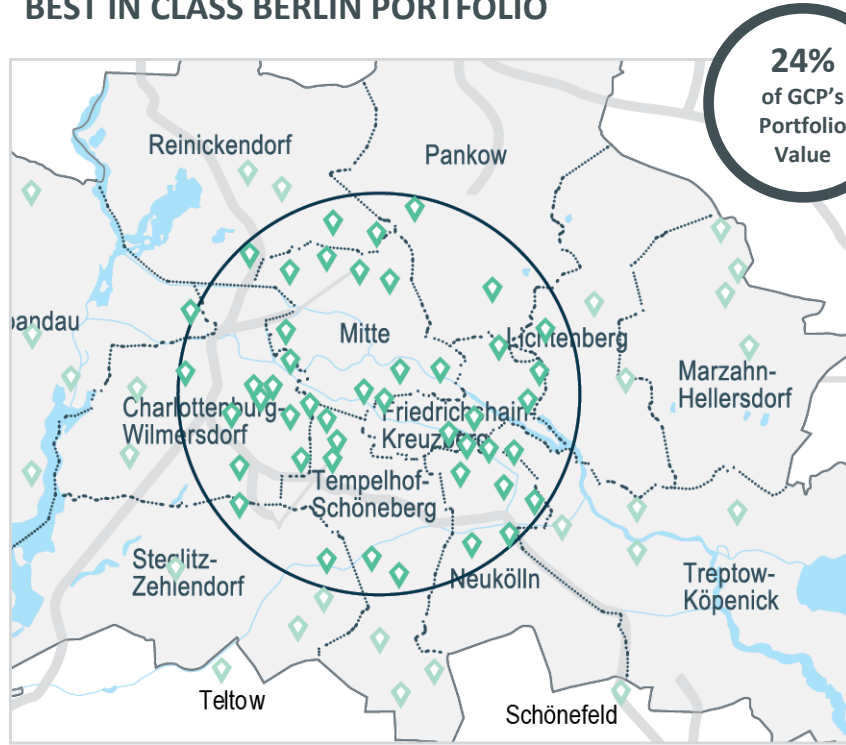 BEST IN CLASS BERLIN PORTFOLIO
24%
of GCP's
Portfolio
Value
Reinickendorf
Pankow
pandau
Mitte
Lichtenberg
Marzahn-
Hellersdorf
Charlottenburg-
Wilmersdorf
Friedrichshain-
Kreuzberg
Tempelhof-
Schöneberg
Steglitz-
Zehlendorf
Neukölln
Treptow-
Köpenick
Teltow
Schönefeld